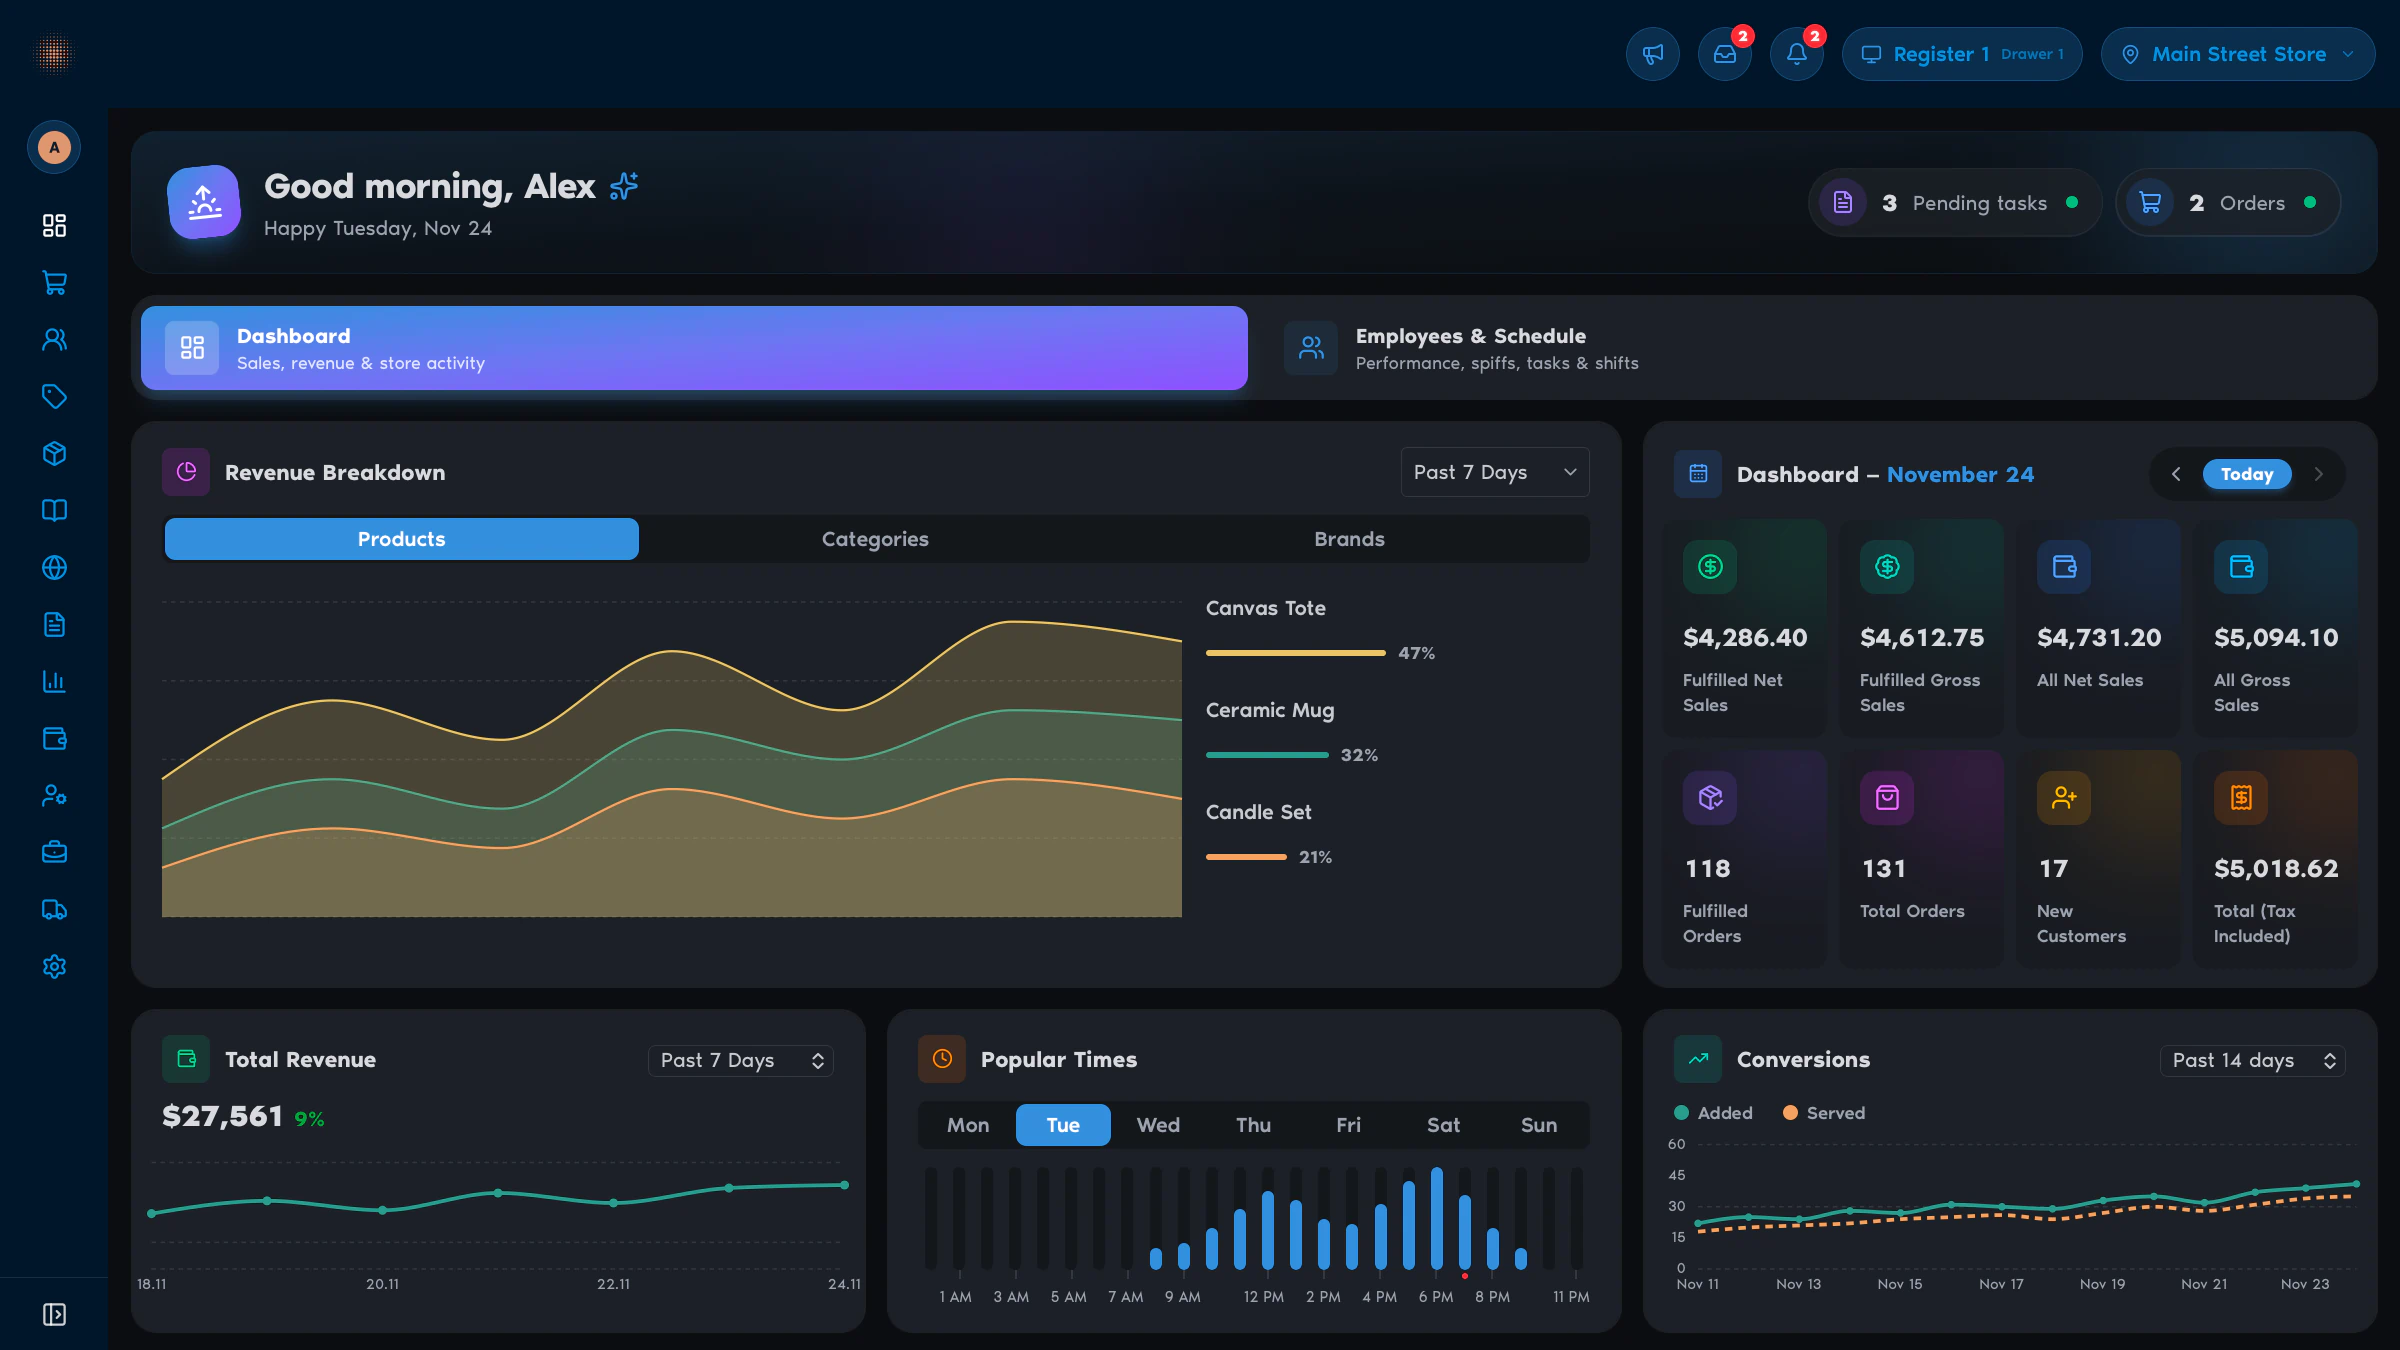 2
2
Register 1 Drawer 1
Main Street Store
A
Good morning, Alex
Happy Tuesday, Nov 24
3 Pending tasks
2 Orders
Dashboard
Sales, revenue & store activity
Employees & Schedule
Performance, spiffs, tasks & shifts
Revenue Breakdown
Past 7 Days
Products
Categories
Brands
Canvas Tote
47%
Ceramic Mug
32%
Candle Set
21%
Dashboard – November 24
Today
$4,286.40
Fulfilled Net
Sales
$4,612.75
Fulfilled Gross
Sales
$4,731.20
All Net Sales
$5,094.10
All Gross
Sales
118
Fulfilled
Orders
131
Total Orders
17
New
Customers
$5,018.62
Total (Tax
Included)
Total Revenue
Past 7 Days
$27,561 9%
18.11 20.11 22.11 24.11
Popular Times
Mon Tue Wed Thu Fri Sat Sun
1 AM 3 AM 5 AM 7 AM 9 AM 12 PM 2 PM 4 PM 6 PM 8 PM 11 PM
Conversions
Past 14 days
Added Served
60
45
30
15
0
Nov 11 Nov 13 Nov 15 Nov 17 Nov 19 Nov 21 Nov 23